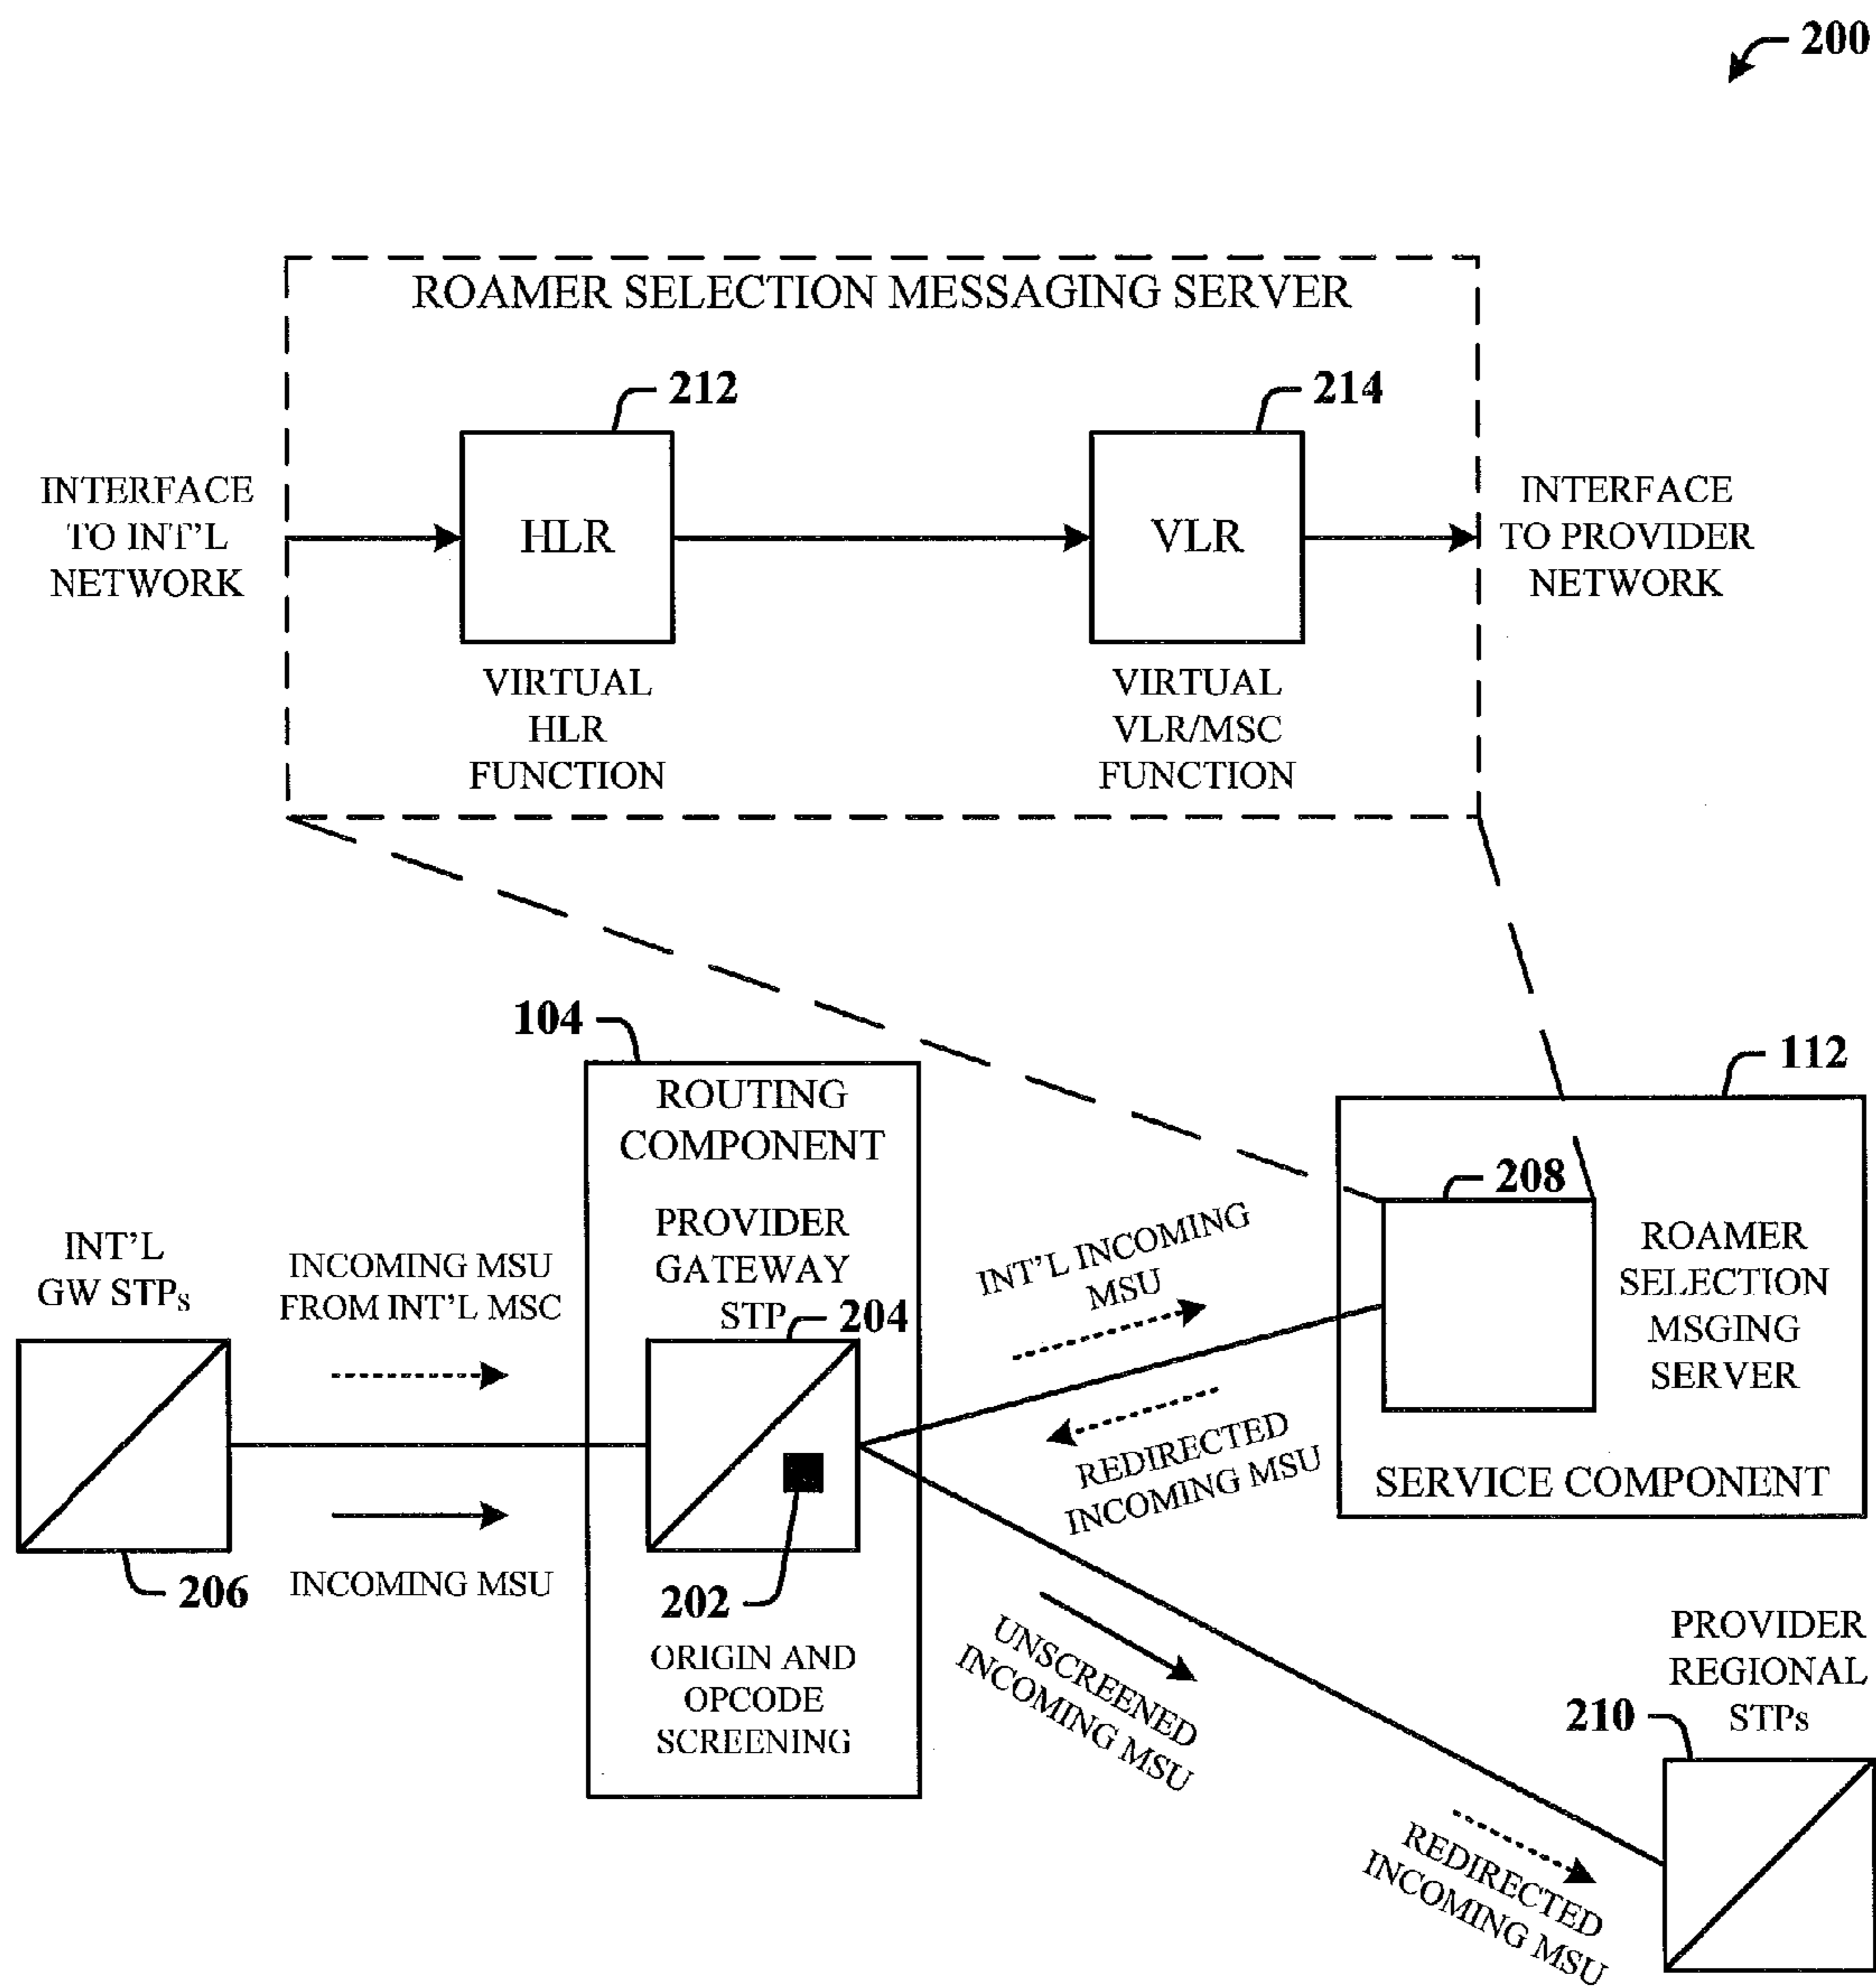 200
ROAMER SELECTION MESSAGING SERVER
212
214
INTERFACE
TO INT'L
NETWORK
HLR
VLR
INTERFACE
TO PROVIDER
NETWORK
VIRTUAL
HLR
FUNCTION
VIRTUAL
VLR/MSC
FUNCTION
104
ROUTING
COMPONENT
PROVIDER
GATEWAY
STP
204
112
208
ROAMER
SELECTION
MSGING
SERVER
SERVICE COMPONENT
INT'L
GW STPs
INCOMING MSU
FROM INT'L MSC
206
INCOMING MSU
202
ORIGIN AND
OPCODE
SCREENING
INT'L INCOMING
MSU
REDIRECTED
INCOMING MSU
UNSCREENED
INCOMING MSU
PROVIDER
REGIONAL
STPs
210
REDIRECTED
INCOMING MSU